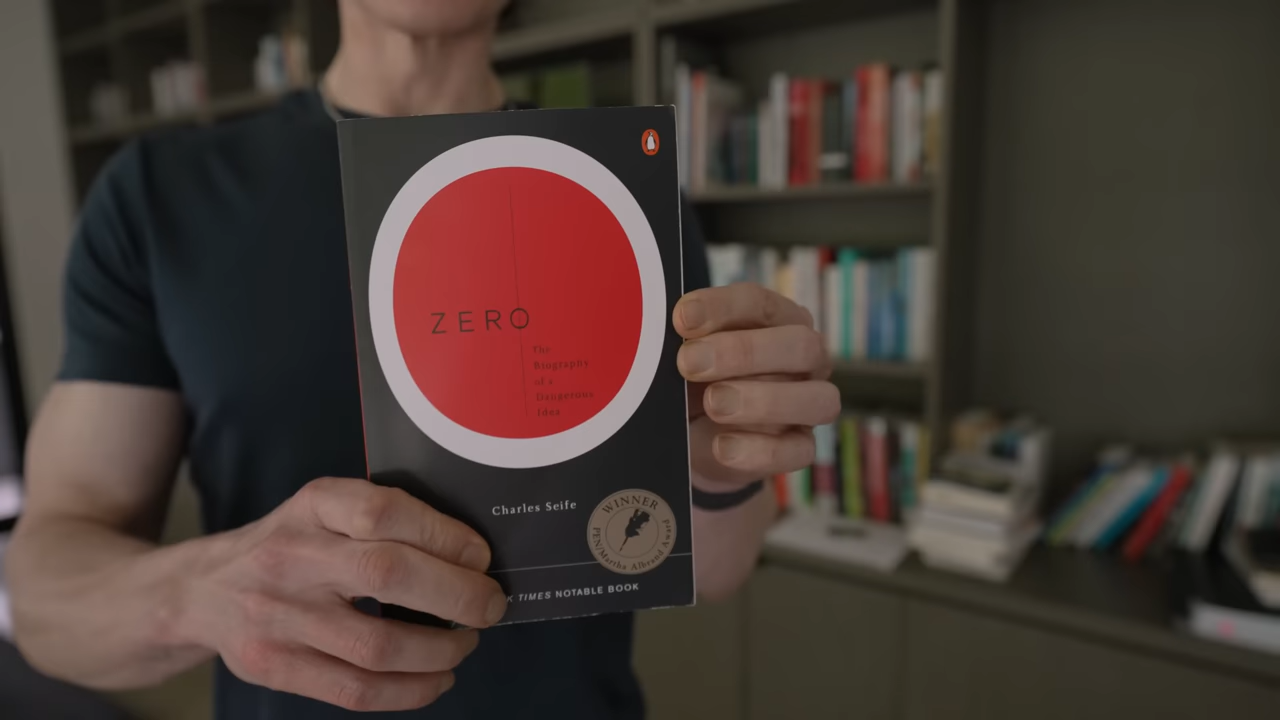 ZERO
The
Biography
of a
Dangerous
Idea
Charles Seife
WINNER
PEN/Martha Albrand Award
K TIMES NOTABLE BOOK